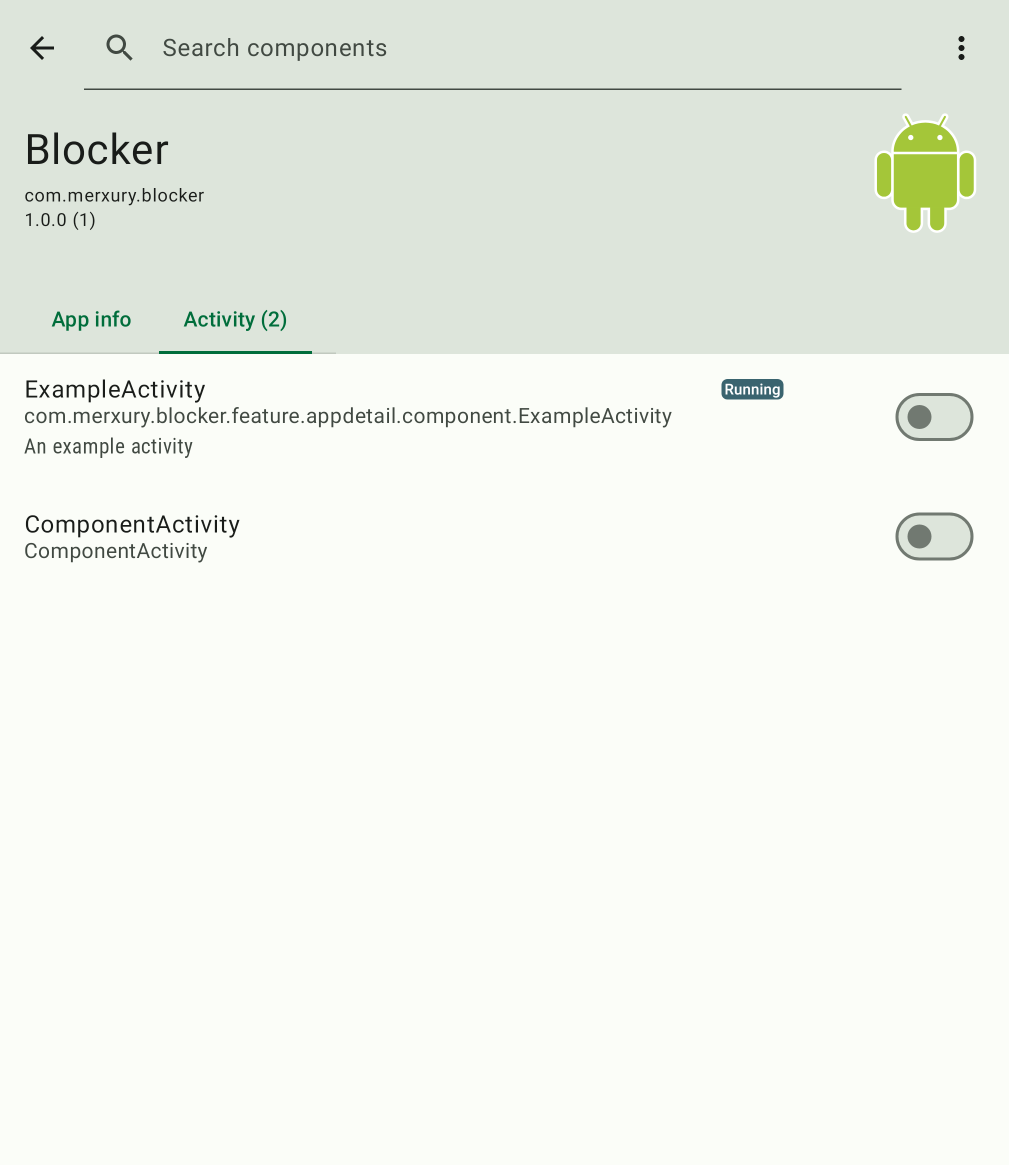 Search components
Blocker
com.merxury.blocker
1.0.0 (1)
App info
Activity (2)
ExampleActivity
Running
com.merxury.blocker.feature.appdetail.component.ExampleActivity
An example activity
ComponentActivity
ComponentActivity